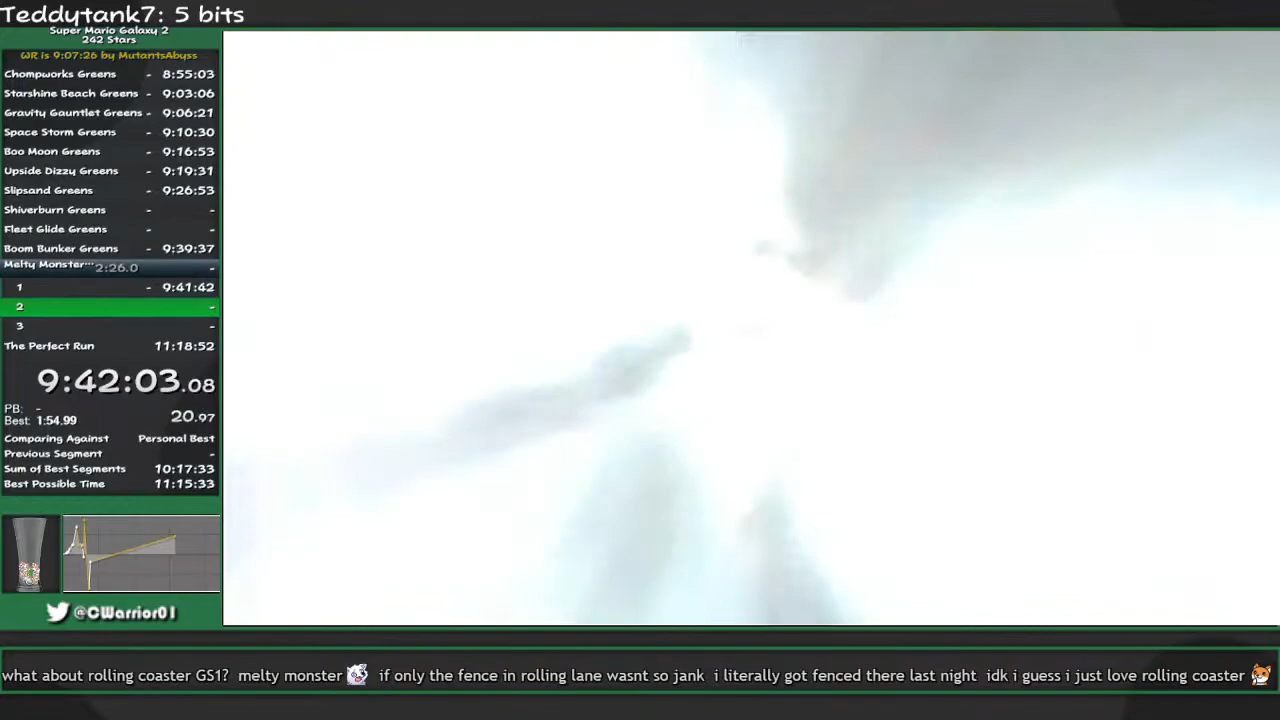 Teddytank7: 5 bits
Super Mario Galaxy 2
242 Stars
WR is 9:07:26 by MutantsAbyss
Chompworks Greens - 8:55:03
Starshine Beach Greens - 9:03:06
Gravity Gauntlet Greens - 9:06:21
Space Storm Greens - 9:10:30
Boo Moon Greens - 9:16:53
Upside Dizzy Greens - 9:19:31
Slipsand Greens - 9:26:53
Shiverburn Greens - -
Fleet Glide Greens - -
Boom Bunker Greens - 9:39:37
Melty Monster... 2:26.0 -
1 - 9:41:42
2 -
3 -
The Perfect Run 11:18:52
9:42:03.08
PB: -
Best: 1:54.99 20.97
Comparing Against Personal Best
Previous Segment -
Sum of Best Segments 10:17:33
Best Possible Time 11:15:33
@CWarrior01
what about rolling coaster GS1? melty monster if only the fence in rolling lane wasnt so jank i literally got fenced there last night idk i guess i just love rolling coaster